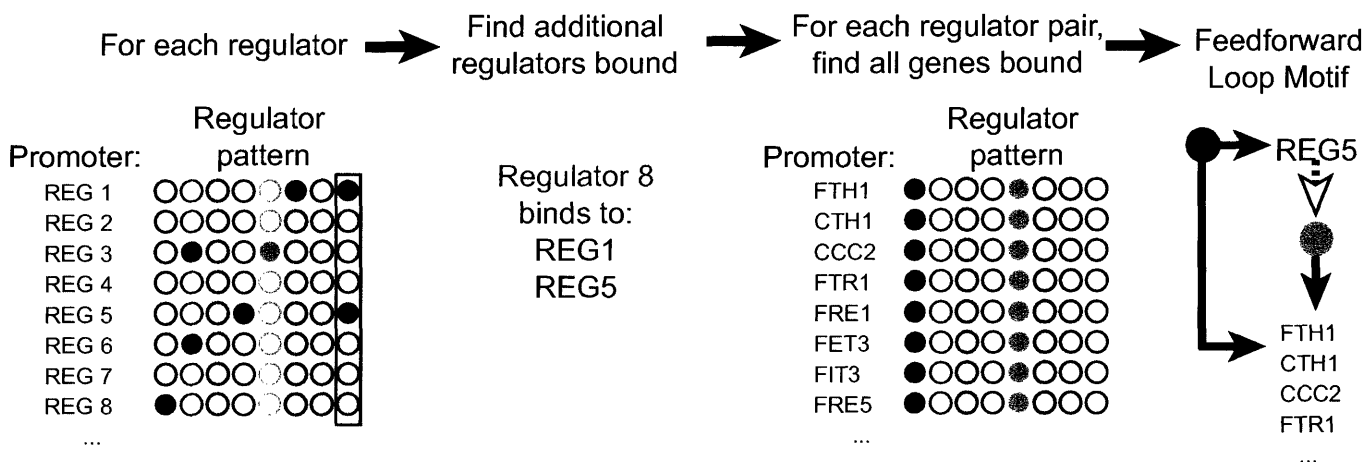 For each regulator
Find additional
regulators bound
For each regulator pair,
find all genes bound
Feedforward
Loop Motif
Promoter:
Regulator
pattern
REG 1
REG 2
REG 3
REG 4
REG 5
REG 6
REG 7
REG 8
...
Regulator 8
binds to:
REG1
REG5
Promoter:
Regulator
pattern
FTH1
CTH1
CCC2
FTR1
FRE1
FET3
FIT3
FRE5
...
REG5
FTH1
CTH1
CCC2
FTR1
...